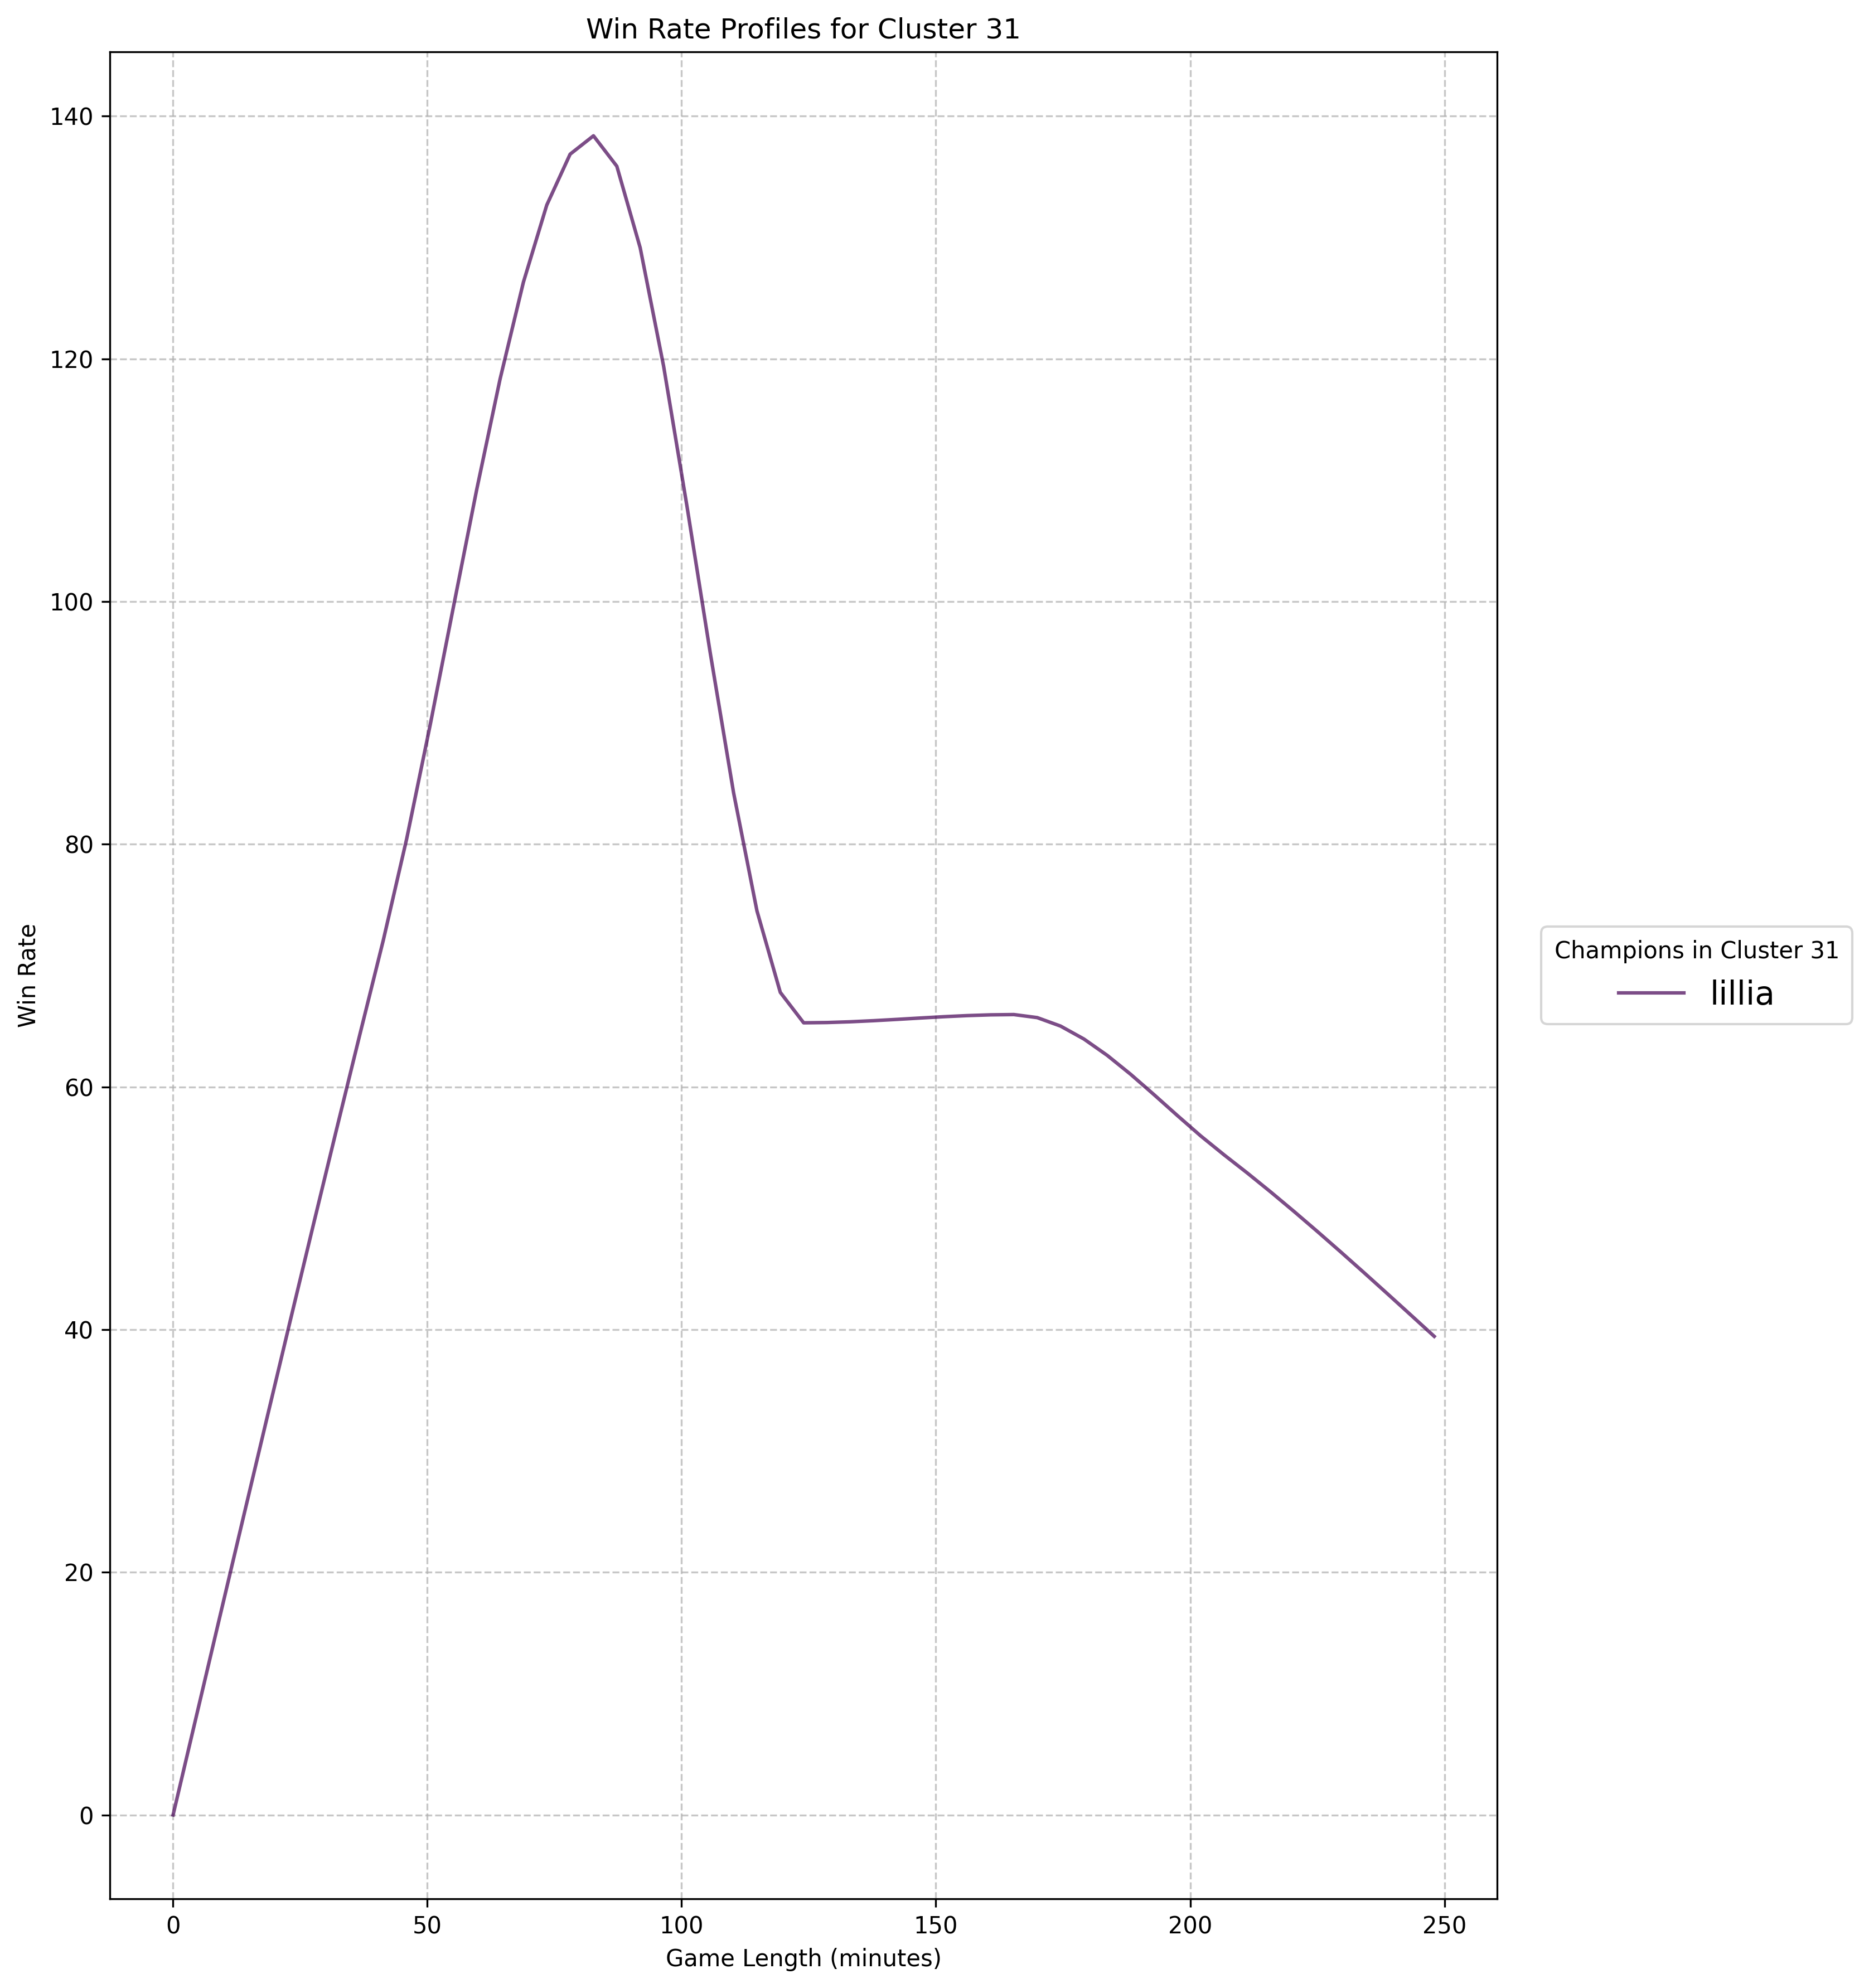 Win Rate Profiles for Cluster 31
140
120
100
80
60
40
20
0
Win Rate
0 50 100 150 200 250
Game Length (minutes)
Champions in Cluster 31
lillia